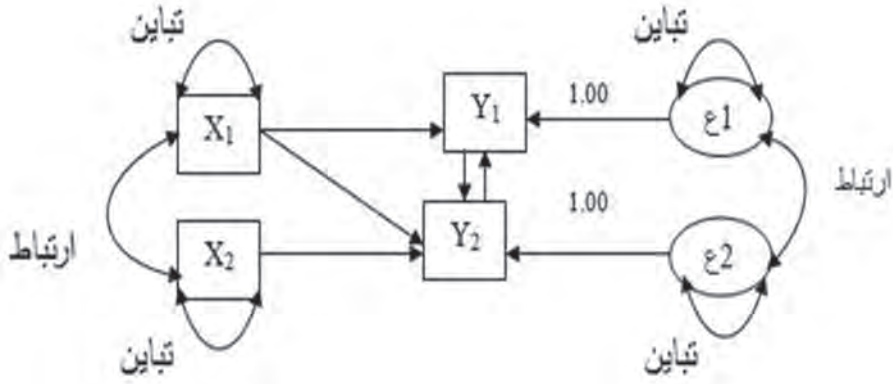 تباين
تباين
X₁
Y₁
1.00
ع1
ارتباط
ارتباط
X₂
Y₂
1.00
ع2
تباين
تباين